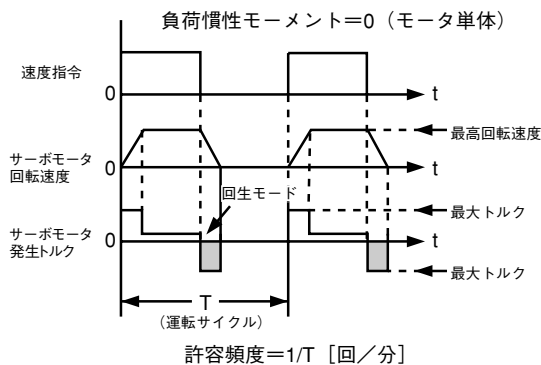 負荷慣性モーメント＝0（モータ単体）
速度指令
0
t
最高回転速度
サーボモータ
回転速度
0
t
回生モード
最大トルク
サーボモータ
発生トルク
0
t
最大トルク
T
（運転サイクル）
許容頻度＝1/T［回／分］